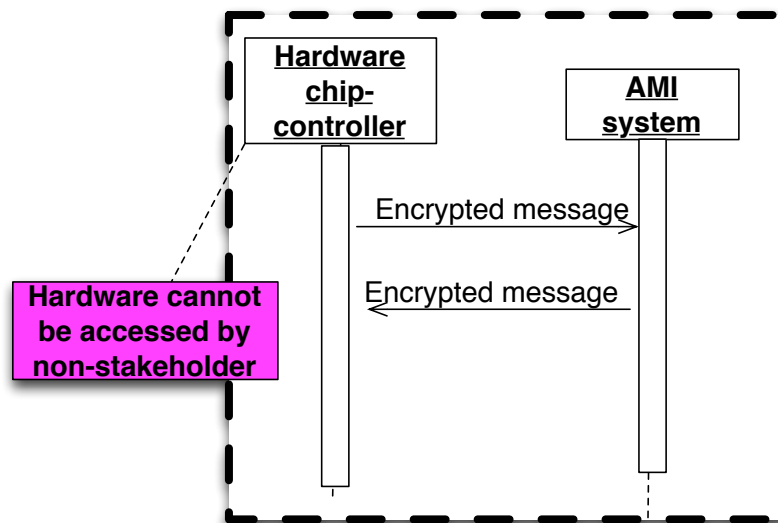 Hardware
chip-
controller
AMI
system
Encrypted message
Encrypted message
Hardware cannot
be accessed by
non-stakeholder